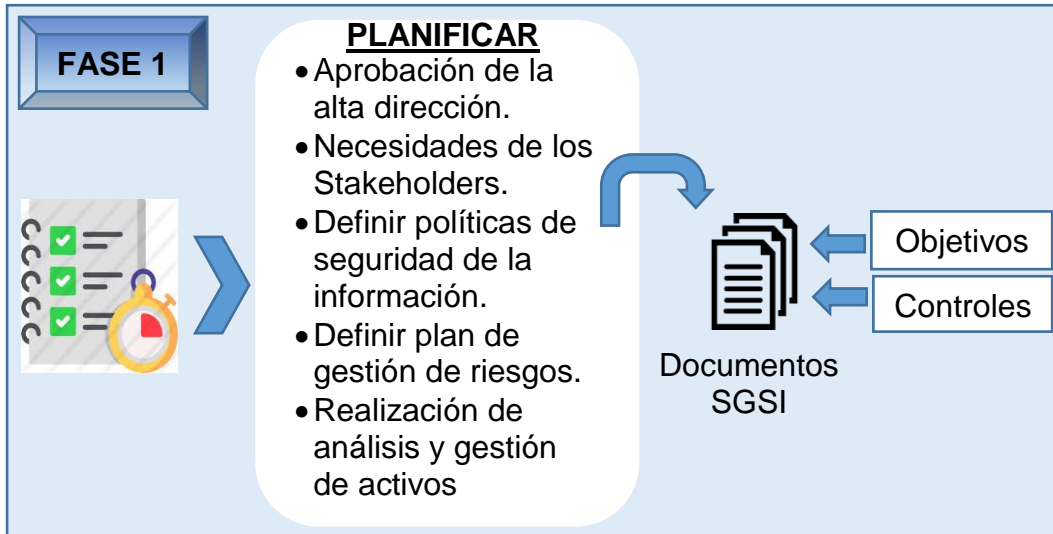 FASE 1
PLANIFICAR
• Aprobación de la
alta dirección.
• Necesidades de los
Stakeholders.
• Definir políticas de
seguridad de la
información.
• Definir plan de
gestión de riesgos.
• Realización de
análisis y gestión
de activos
Objetivos
Controles
Documentos
SGSI